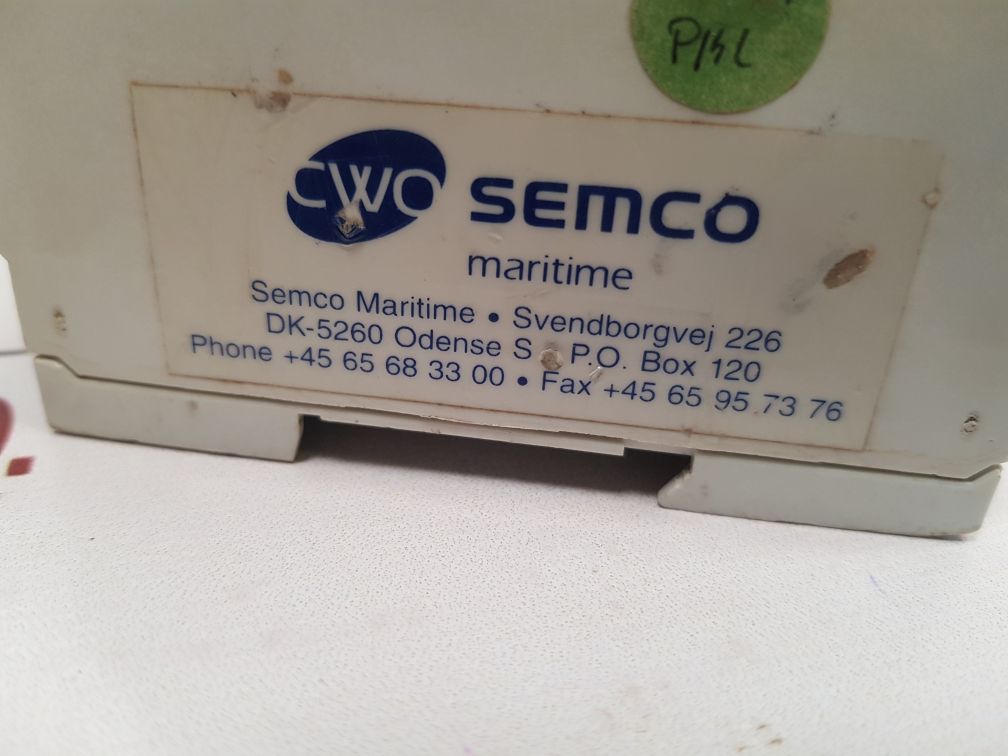 CWO SEMCO
maritime
Semco Maritime • Svendborgvej 226
DK-5260 Odense S • P.O. Box 120
Phone +45 65 68 33 00 • Fax +45 65 95 73 76